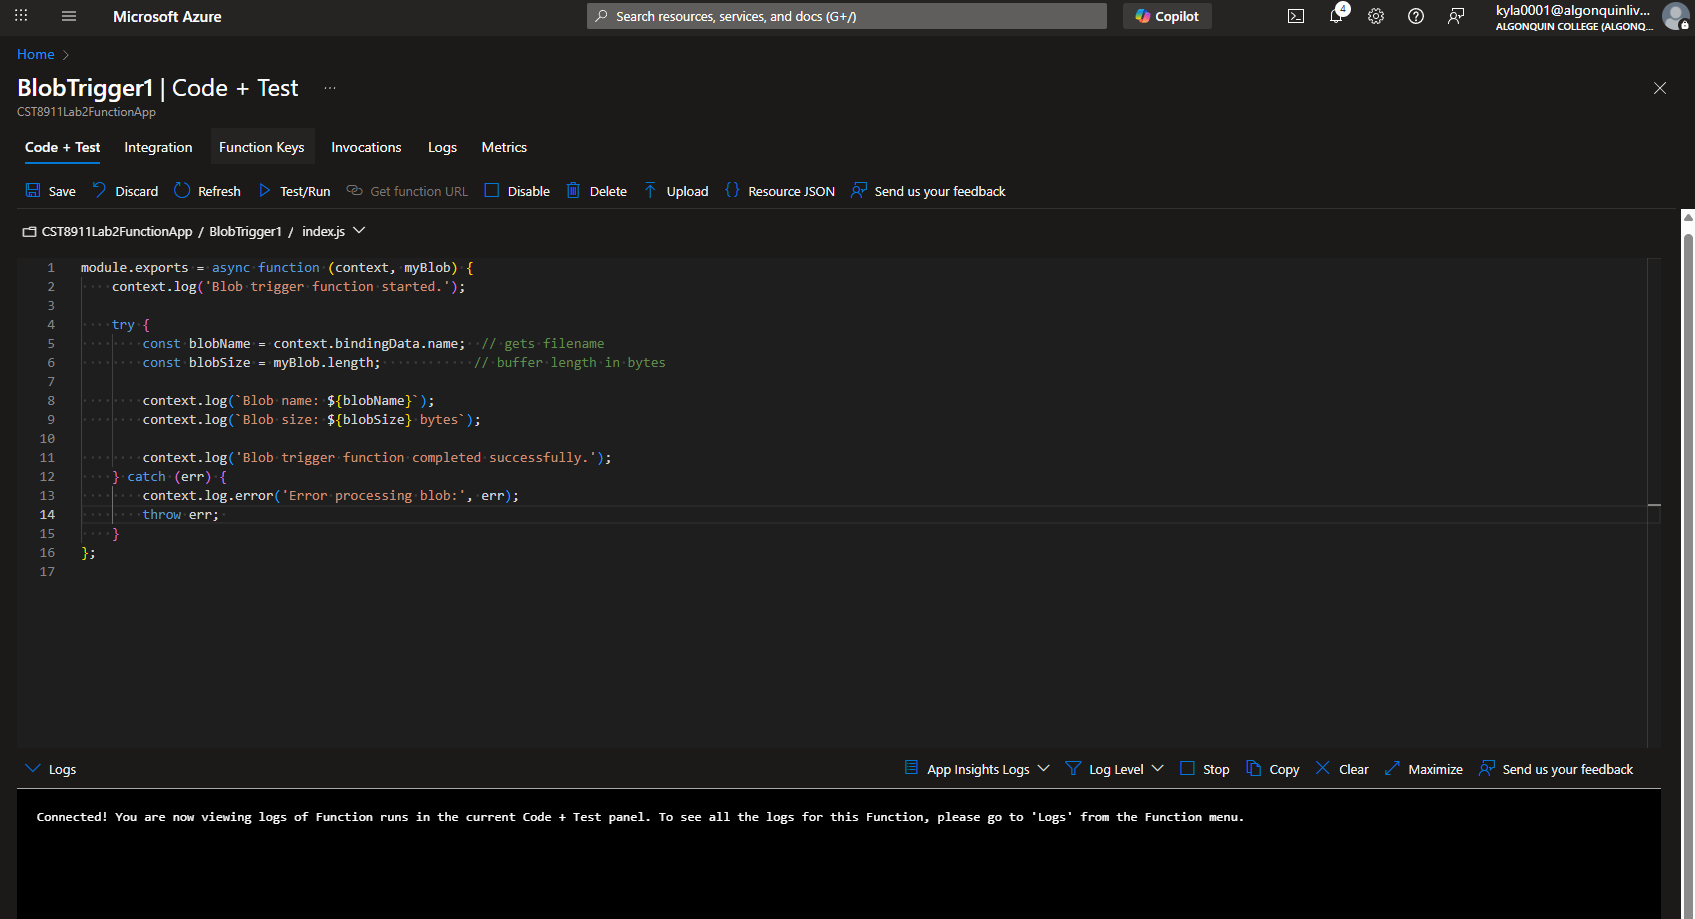 Microsoft Azure
Search resources, services, and docs (G+/)
Copilot
4
kyla0001@algonquinliv...
ALGONQUIN COLLEGE (ALGONQ...
Home
BlobTrigger1 | Code + Test ...
CST8911Lab2FunctionApp
Code + Test Integration Function Keys Invocations Logs Metrics
Save Discard Refresh Test/Run Get function URL Disable Delete Upload {} Resource JSON Send us your feedback
CST8911Lab2FunctionApp / BlobTrigger1 / index.js
1 module.exports = async function (context, myBlob) {
2 context.log('Blob trigger function started.');
3
4 try {
5 const blobName = context.bindingData.name; // gets filename
6 const blobSize = myBlob.length; // buffer length in bytes
7
8 context.log(`Blob name: ${blobName}`);
9 context.log(`Blob size: ${blobSize} bytes`);
10
11 context.log('Blob trigger function completed successfully.');
12 } catch (err) {
13 context.log.error('Error processing blob:', err);
14 throw err;
15 }
16 };
17
Logs
App Insights Logs Log Level Stop Copy Clear Maximize Send us your feedback
Connected! You are now viewing logs of Function runs in the current Code + Test panel. To see all the logs for this Function, please go to 'Logs' from the Function menu.